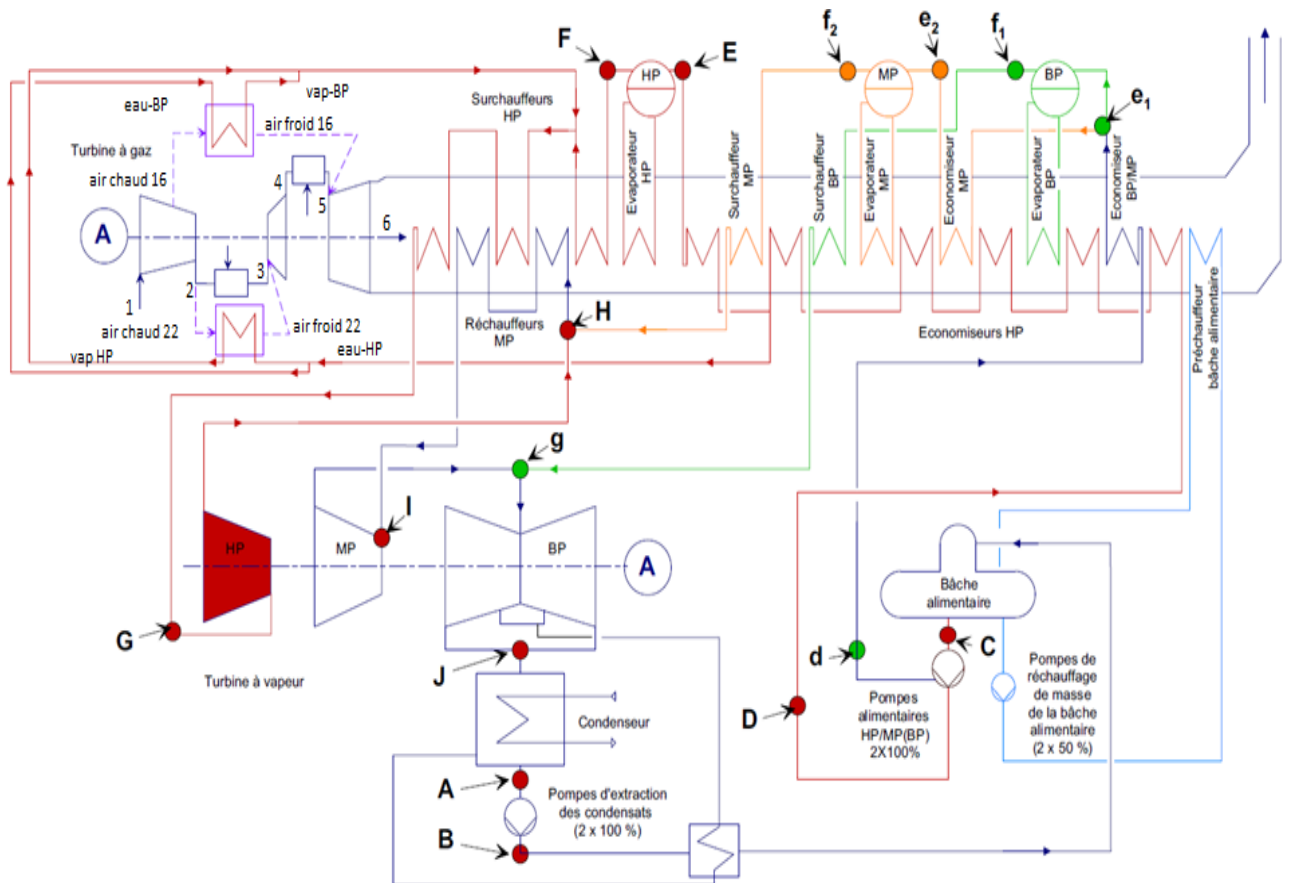 F
HP
E
f2
MP
e2
f1
BP
e1
eau-BP
vap-BP
air froid 16
Turbine à gaz
air chaud 16
Surchauffeurs
HP
Evaporateur
HP
Surchauffeur
MP
Surchauffeur
BP
Evaporateur
MP
Economiseur
MP
Evaporateur
BP
Economiseur
BP/MP
A
1
2
3
4
5
6
air chaud 22
air froid 22
vap HP
eau-HP
Réchauffeurs
MP
H
Economiseurs HP
Préchauffeur
bâche alimentaire
g
HP
MP
I
BP
A
G
Turbine à vapeur
J
Condenseur
A
Pompes d'extraction
des condensats
(2 x 100 %)
B
Bâche
alimentaire
d
C
D
Pompes
alimentaires
HP/MP(BP)
2X100%
Pompes de
réchauffage
de masse
de la bâche
alimentaire
(2 x 50 %)